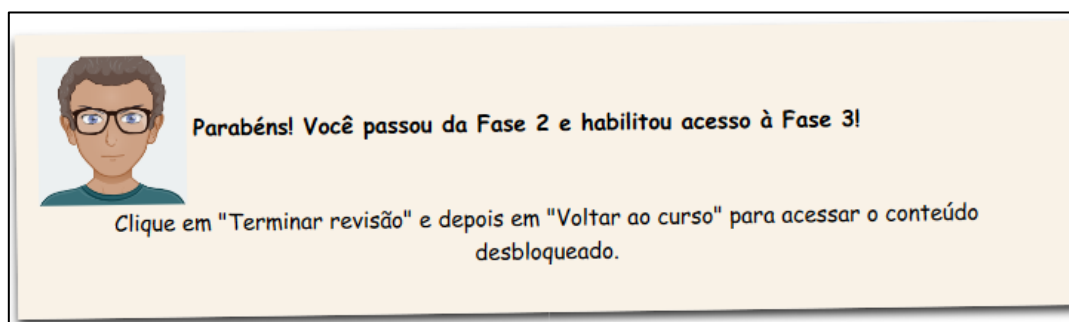 Parabéns! Você passou da Fase 2 e habilitou acesso à Fase 3!
Clique em "Terminar revisão" e depois em "Voltar ao curso" para acessar o conteúdo
desbloqueado.